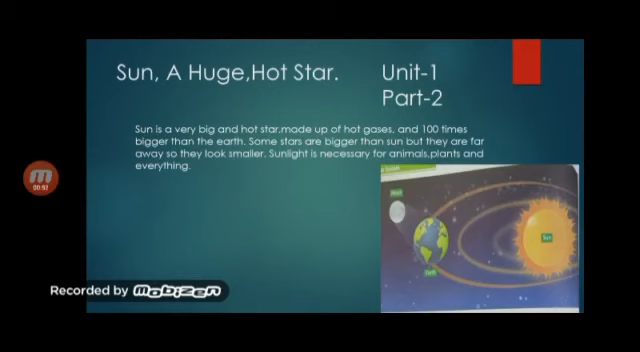 Sun, A Huge,Hot Star.
Unit-1
Part-2
Sun is a very big and hot star,made up of hot gases, and 100 times
bigger than the earth. Some stars are bigger than sun but they are far
away so they look smaller. Sunlight is necessary for animals,plants and
everything.
Sun
Earth
Recorded by mobizen